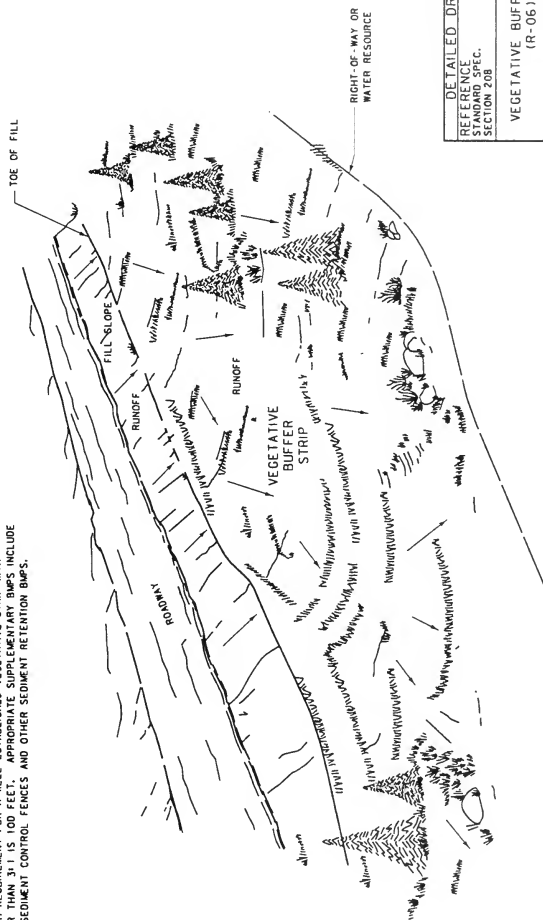 R THAN 3:1 IS 100 FEET. APPROPRIATE SUPPLEMENTARY BMPS INCLUDE
SEDIMENT CONTROL FENCES AND OTHER SEDIMENT RETENTION BMPS.
TOE OF FILL
FILL SLOPE
RUNOFF
ROADWAY
RUNOFF
VEGETATIVE
BUFFER
STRIP
RIGHT-OF-WAY OR
WATER RESOURCE
DETAILED DR
REFERENCE
STANDARD SPEC.
SECTION 208
VEGETATIVE BUFF
(R-06)